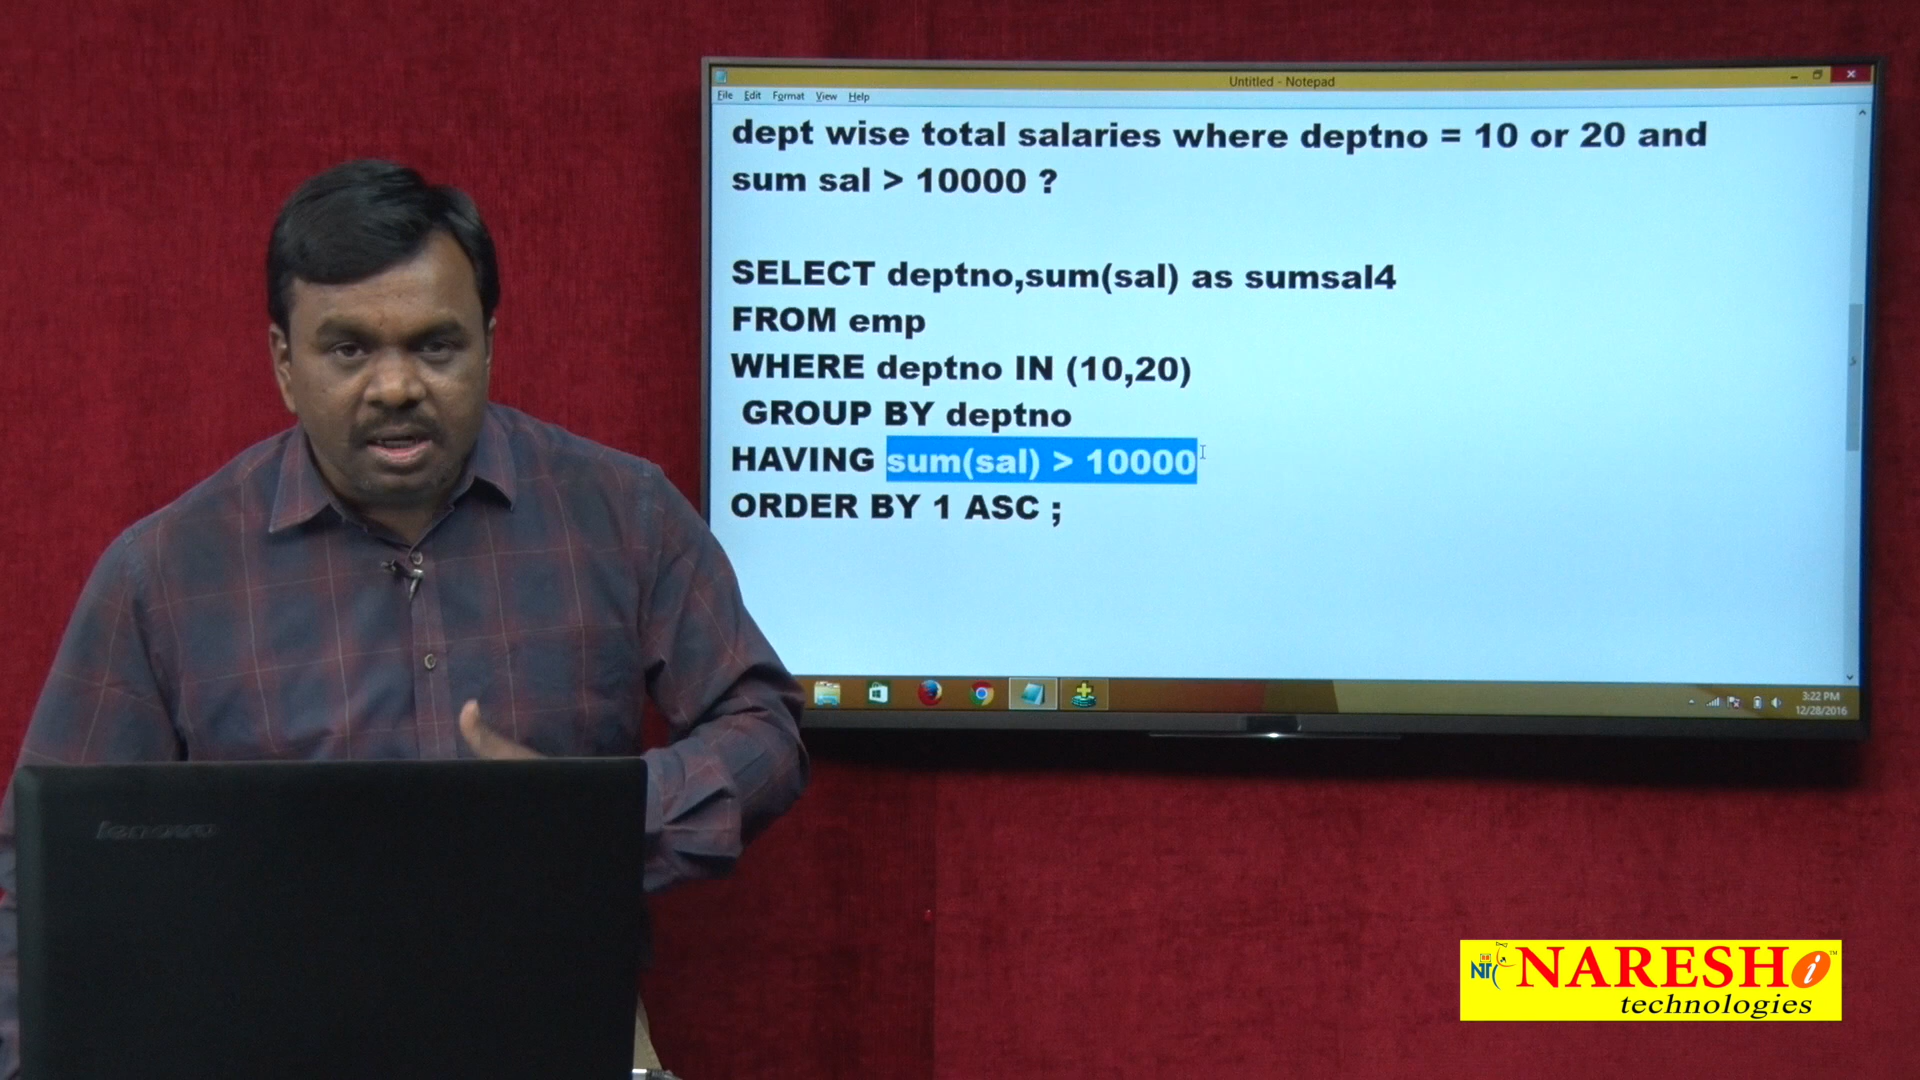 Untitled - Notepad
File Edit Format View Help
dept wise total salaries where deptno = 10 or 20 and
sum sal > 10000 ?
SELECT deptno,sum(sal) as sumsal4
FROM emp
WHERE deptno IN (10,20)
GROUP BY deptno
HAVING sum(sal) > 10000
ORDER BY 1 ASC ;
3:22 PM
12/28/2016
lenovo
NARESH i ™
technologies